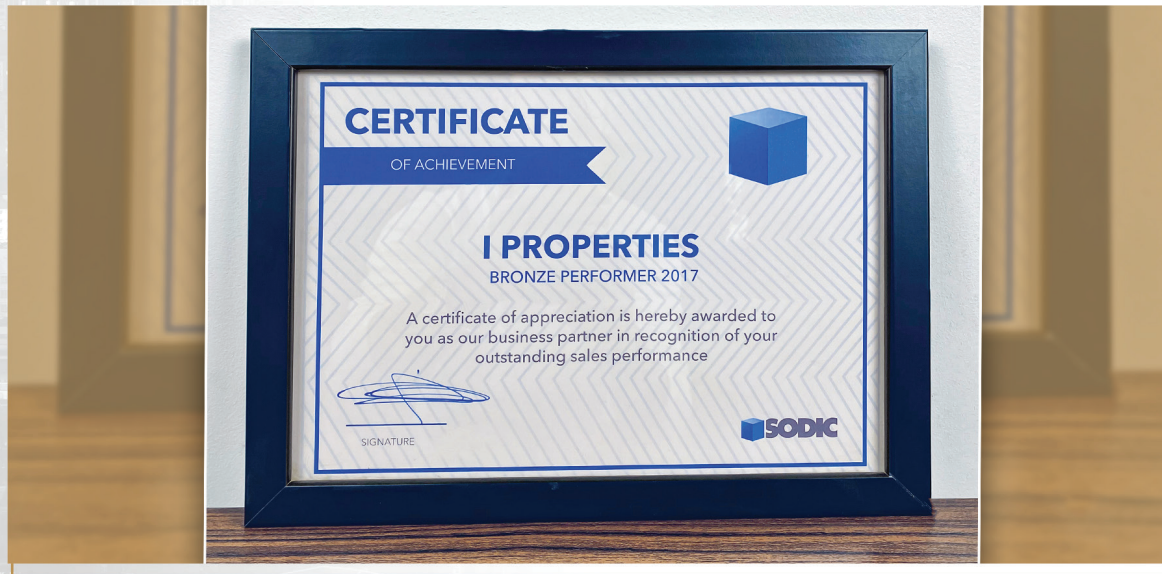 CERTIFICATE
OF ACHIEVEMENT
I PROPERTIES
BRONZE PERFORMER 2017
A certificate of appreciation is hereby awarded to
you as our business partner in recognition of your
outstanding sales performance
SIGNATURE
SODIC